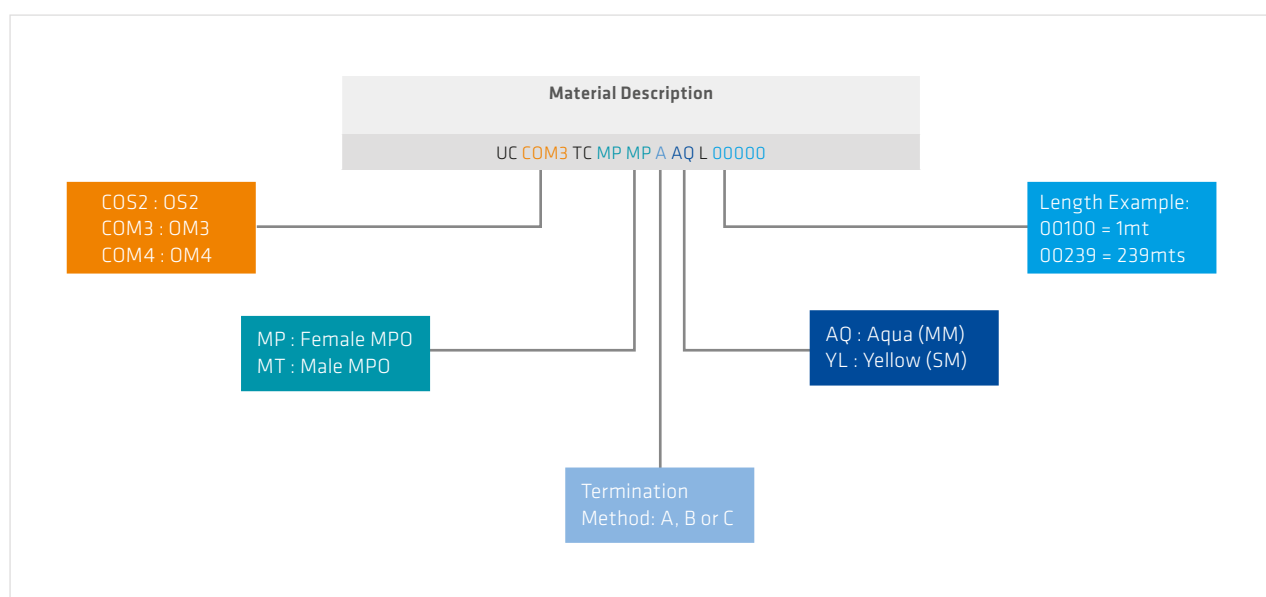 Material Description
UC COM3 TC MP MP A AQ L 00000
COS2 : OS2
COM3 : OM3
COM4 : OM4
Length Example:
00100 = 1mt
00239 = 239mts
MP : Female MPO
MT : Male MPO
AQ : Aqua (MM)
YL : Yellow (SM)
Termination
Method: A, B or C